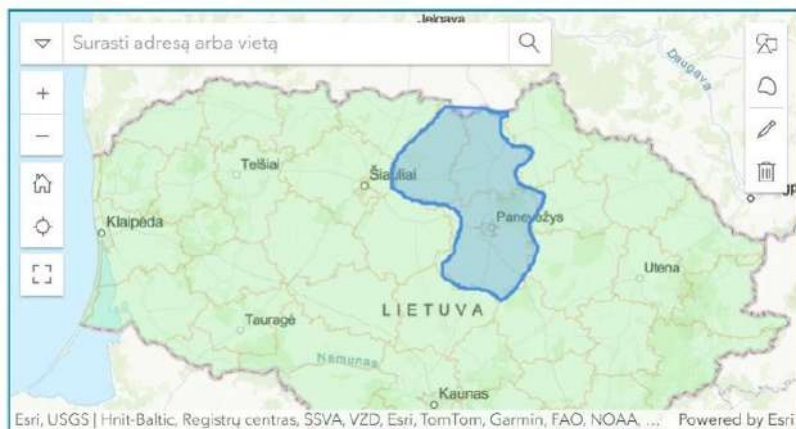 Jelgava
Surasti adresą arba vietą
Daugava
Telšiai
Šiauliai
Klaipėda
Panevėžys
Utena
LIETUVA
Tauragė
Nemunas
Kaunas
Esri, USGS | Hnit-Baltic, Registrų centras, SSVA, VZD, Esri, TomTom, Garmin, FAO, NOAA, ... Powered by Esri